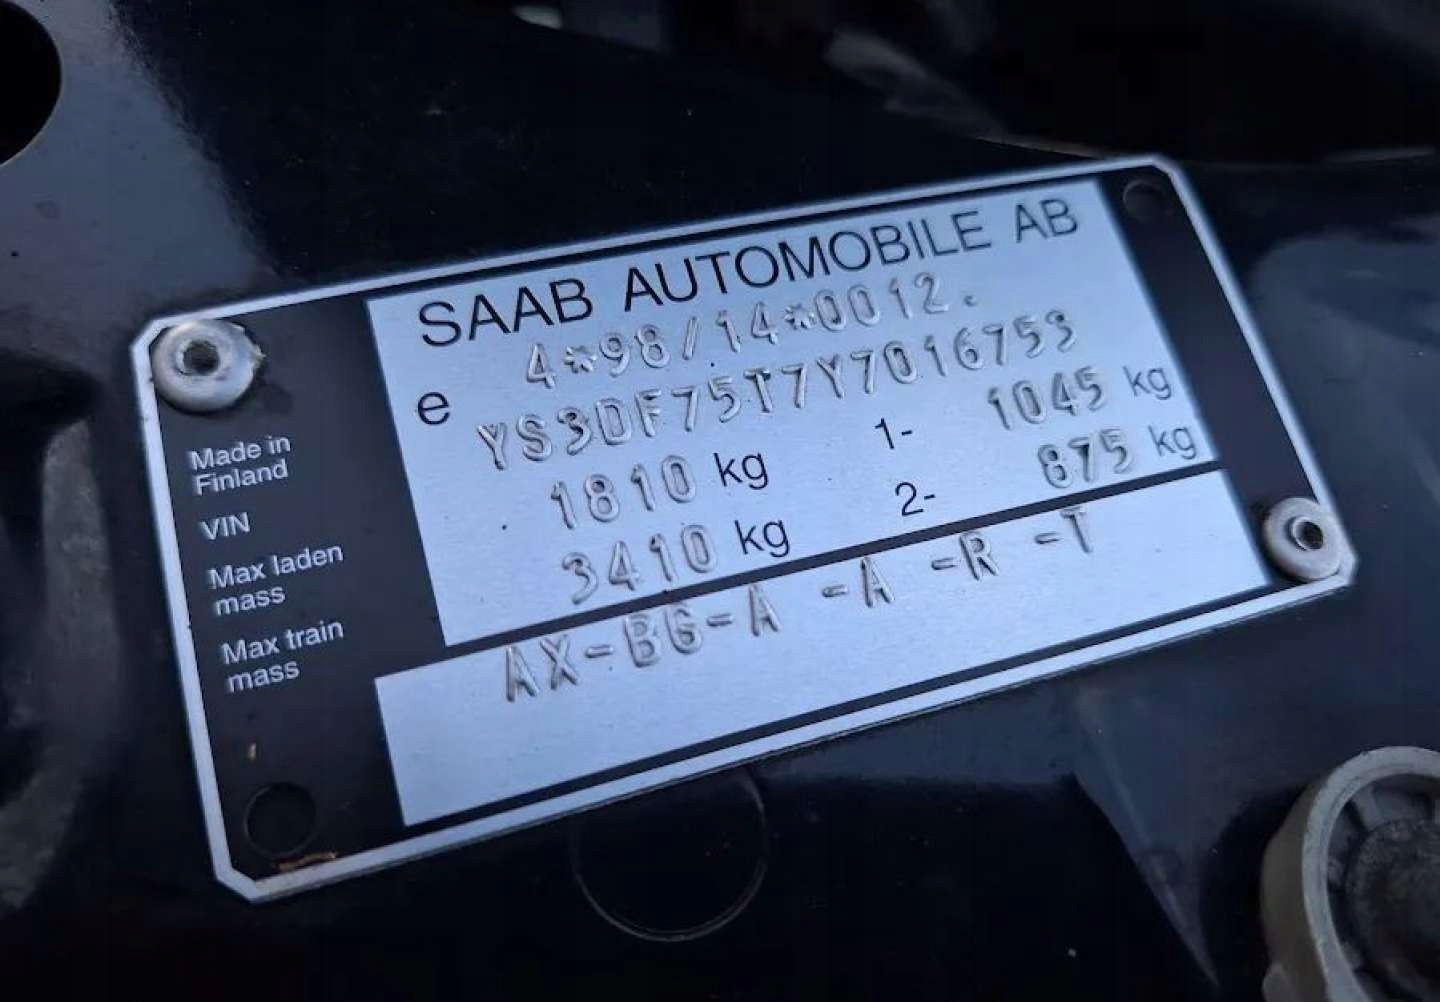 SAAB AUTOMOBILE AB
e 4*98/14*0012.
Made in
Finland
VIN YS3DF75T7Y7016753
Max laden
mass 1810 kg 1- 1045 kg
Max train
mass 3410 kg 2- 875 kg
AX-BG-A -A -R -T